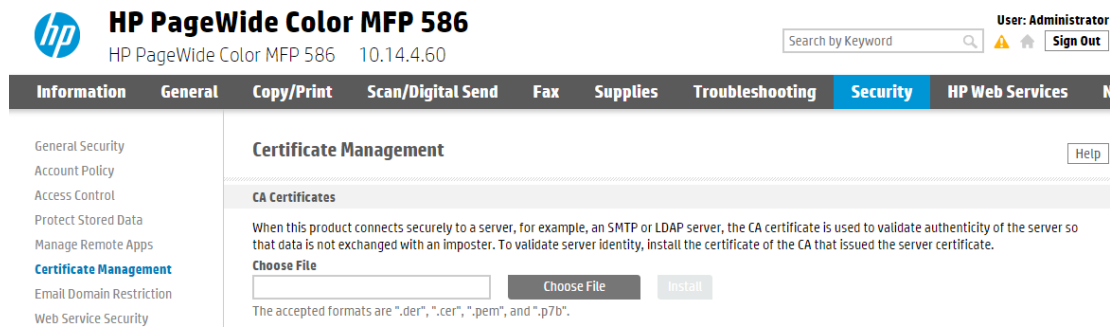 hp
HP PageWide Color MFP 586
HP PageWide Color MFP 586 10.14.4.60
User: Administrator
Search by Keyword
Sign Out
Information General Copy/Print Scan/Digital Send Fax Supplies Troubleshooting Security HP Web Services
General Security
Account Policy
Access Control
Protect Stored Data
Manage Remote Apps
Certificate Management
Email Domain Restriction
Web Service Security
Certificate Management
Help
CA Certificates
When this product connects securely to a server, for example, an SMTP or LDAP server, the CA certificate is used to validate authenticity of the server so
that data is not exchanged with an imposter. To validate server identity, install the certificate of the CA that issued the server certificate.
Choose File
Choose File
Install
The accepted formats are ".der", ".cer", ".pem", and ".p7b".